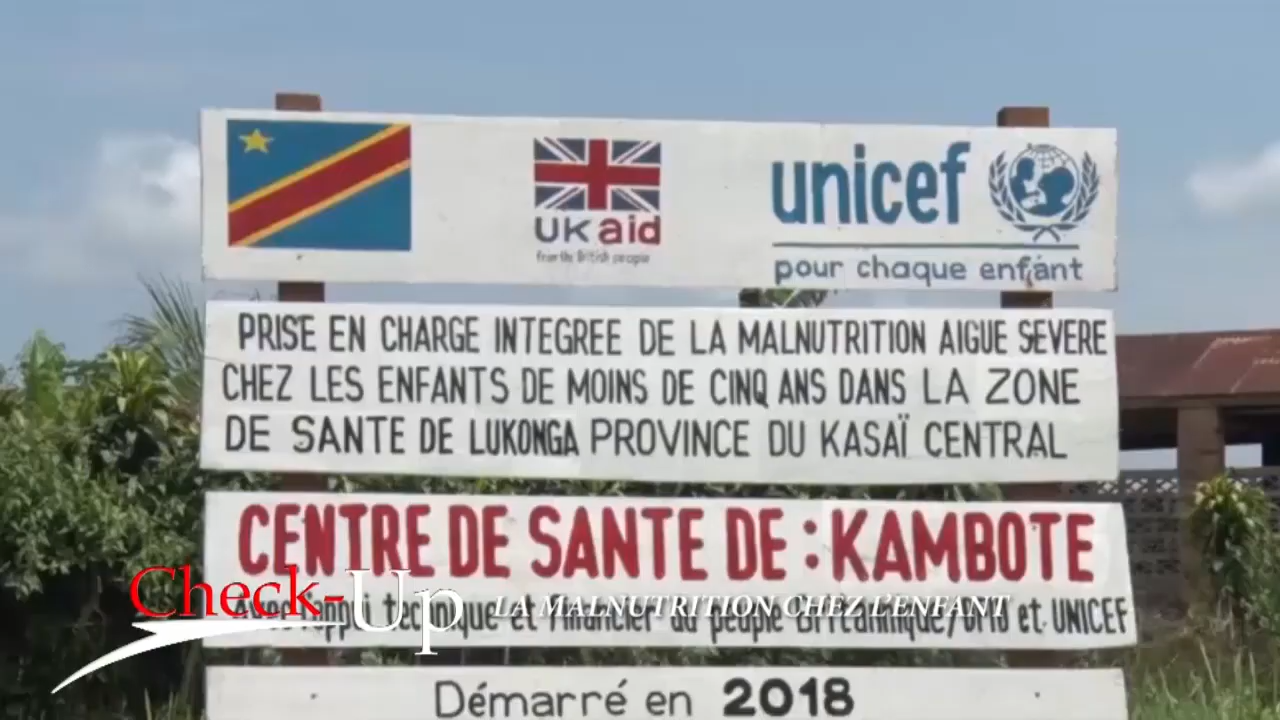 UK aid
from the British people
unicef
pour chaque enfant
PRISE EN CHARGE INTEGREE DE LA MALNUTRITION AIGUE SEVERE
CHEZ LES ENFANTS DE MOINS DE CINQ ANS DANS LA ZONE
DE SANTE DE LUKONGA PROVINCE DU KASAÏ CENTRAL
CENTRE DE SANTE DE : KAMBOTE
Avec l'appui technique et financier du peuple Britannique/OMS et UNICEF
Check-Up
LA MALNUTRITION CHEZ L'ENFANT
Démarré en 2018